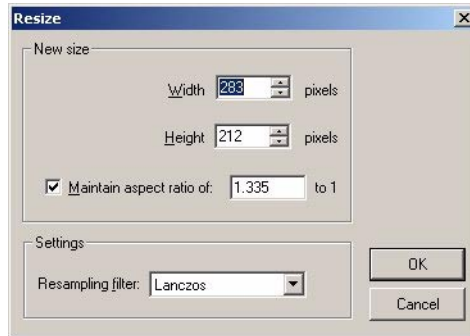 Resize
New size
Width 283 pixels
Height 212 pixels
Maintain aspect ratio of: 1.335 to 1
Settings
Resampling filter: Lanczos
OK
Cancel